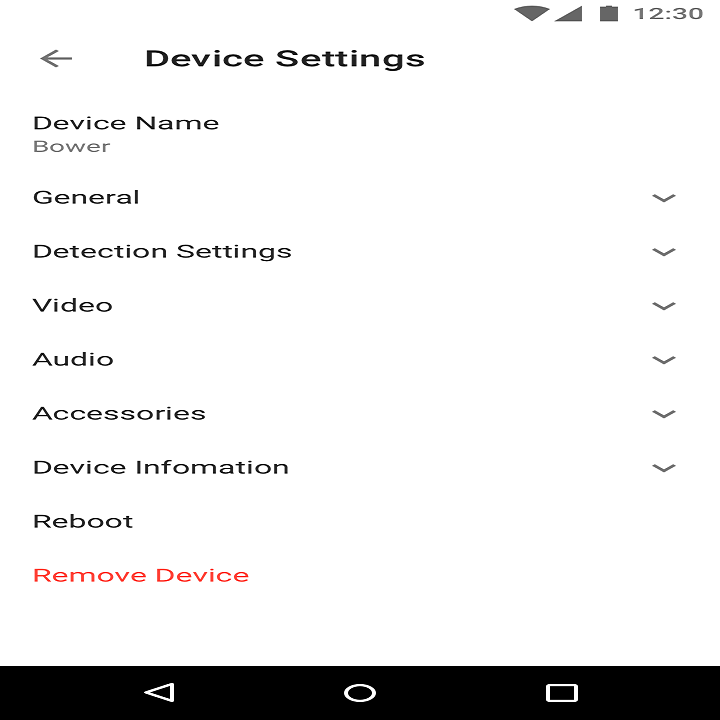 12:30
Device Settings
Device Name
Bower
General
Detection Settings
Video
Audio
Accessories
Device Infomation
Reboot
Remove Device